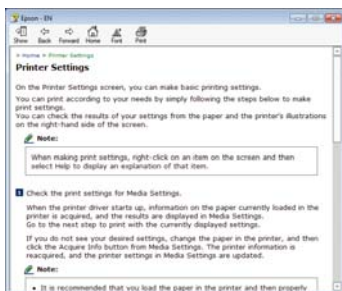 Epson - EN
Show Back Forward Home Font Print
> Home > Printer Settings
Printer Settings
On the Printer Settings screen, you can make basic printing settings.
You can print according to your needs by simply following the steps below to make
print settings.
You can check the results of your settings from the paper and the printer's illustrations
on the right-hand side of the screen.
Note:
When making print settings, right-click on an item on the screen and then
select Help to display an explanation of that item.
1 Check the print settings for Media Settings.
When the printer driver starts up, information on the paper currently loaded in the
printer is acquired, and the results are displayed in Media Settings.
Go to the next step to print with the currently displayed settings.
If you do not see your desired settings, change the paper in the printer, and then
click the Acquire Info button from Media Settings. The printer information is
reacquired, and the printer settings in Media Settings are updated.
Note:
• It is recommended that you load the paper in the printer and then properly